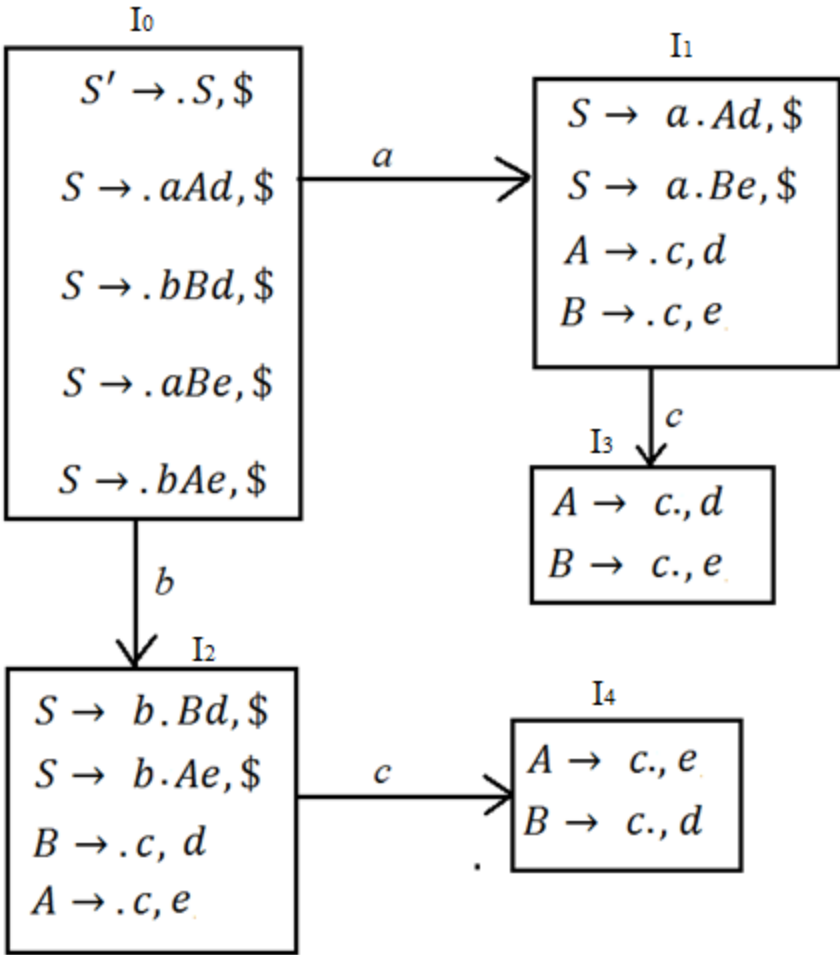 I0
S′ → .S, $
S → .aAd, $
S → .bBd, $
S → .aBe, $
S → .bAe, $
a
I1
S → a.Ad, $
S → a.Be, $
A → .c, d
B → .c, e
c
I3
A → c., d
B → c., e
b
I2
S → b.Bd, $
S → b.Ae, $
B → .c, d
A → .c, e
c
I4
A → c., e
B → c., d